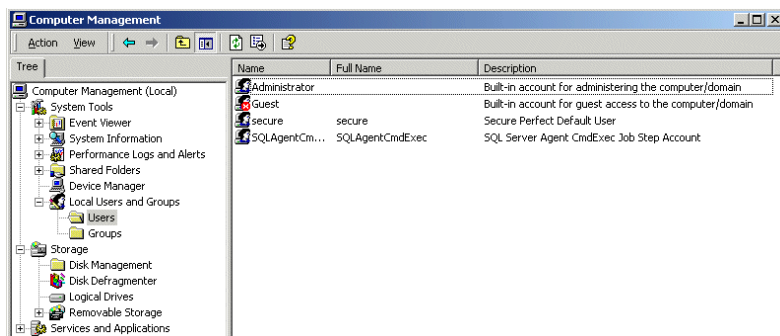 Computer Management
Action View
Tree
Name Full Name Description
Computer Management (Local)
System Tools
Event Viewer
System Information
Performance Logs and Alerts
Shared Folders
Device Manager
Local Users and Groups
Users
Groups
Storage
Disk Management
Disk Defragmenter
Logical Drives
Removable Storage
Services and Applications
Administrator Built-in account for administering the computer/domain
Guest Built-in account for guest access to the computer/domain
secure secure Secure Perfect Default User
SQLAgentCm... SQLAgentCmdExec SQL Server Agent CmdExec Job Step Account